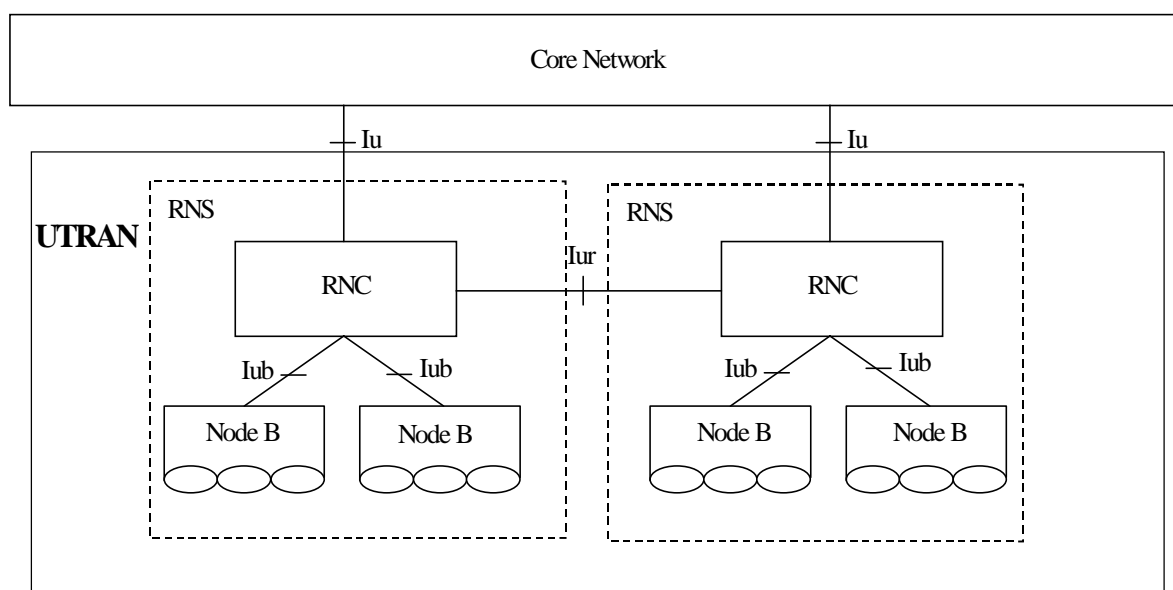 Core Network
Iu
Iu
RNS
RNS
UTRAN
Iur
RNC
RNC
Iub
Iub
Iub
Iub
Node B
Node B
Node B
Node B